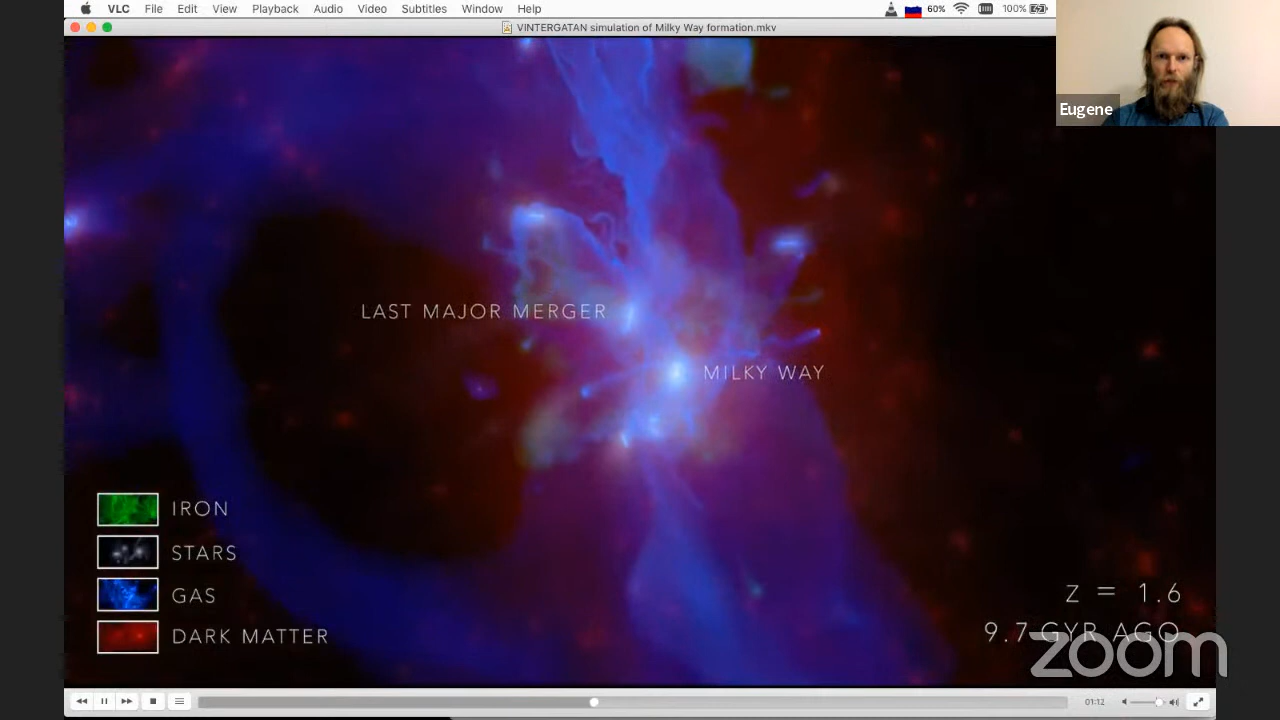 VLC File Edit View Playback Audio Video Subtitles Window Help 60% 100%
VINTERGATAN simulation of Milky Way formation.mkv
Eugene
LAST MAJOR MERGER
MILKY WAY
IRON
STARS
GAS
DARK MATTER
Z = 1.6
9.7 GYR AGO
zoom
01:12